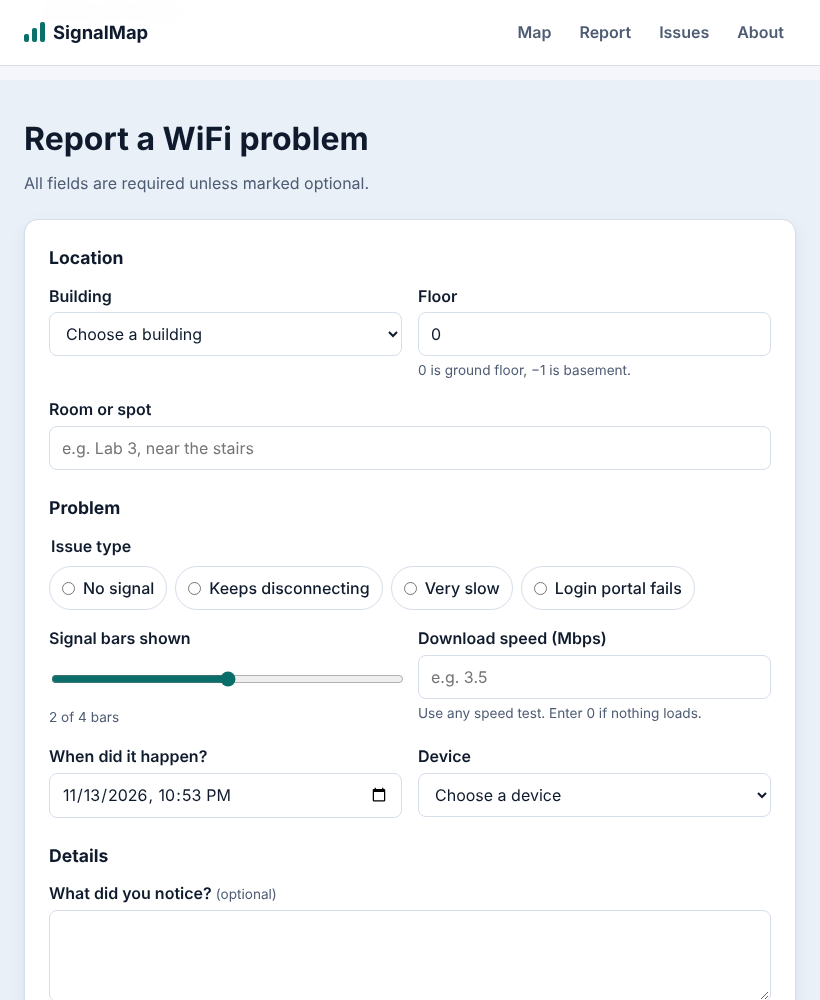 SignalMap
Map Report Issues About
Report a WiFi problem
All fields are required unless marked optional.
Location
Building Floor
Choose a building 0
0 is ground floor, −1 is basement.
Room or spot
e.g. Lab 3, near the stairs
Problem
Issue type
No signal Keeps disconnecting Very slow Login portal fails
Signal bars shown Download speed (Mbps)
e.g. 3.5
2 of 4 bars Use any speed test. Enter 0 if nothing loads.
When did it happen? Device
11/13/2026, 10:53 PM Choose a device
Details
What did you notice? (optional)